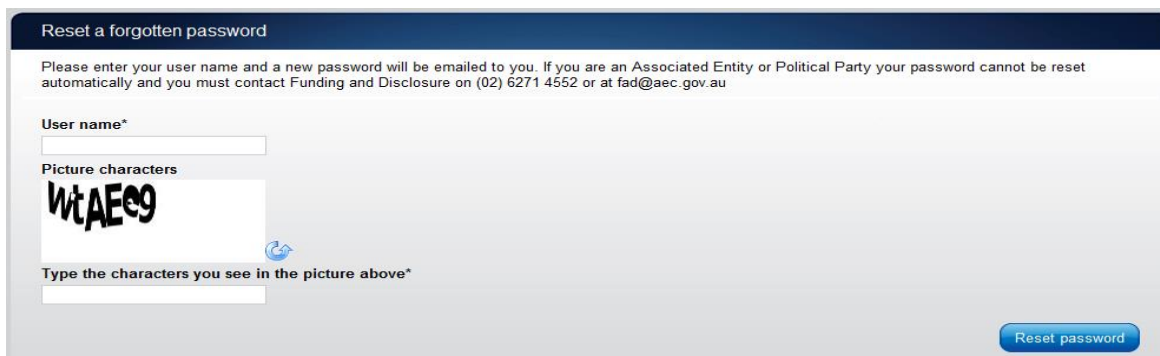 Reset a forgotten password
Please enter your user name and a new password will be emailed to you. If you are an Associated Entity or Political Party your password cannot be reset
automatically and you must contact Funding and Disclosure on (02) 6271 4552 or at fad@aec.gov.au
User name*
Picture characters
Type the characters you see in the picture above*
Reset password